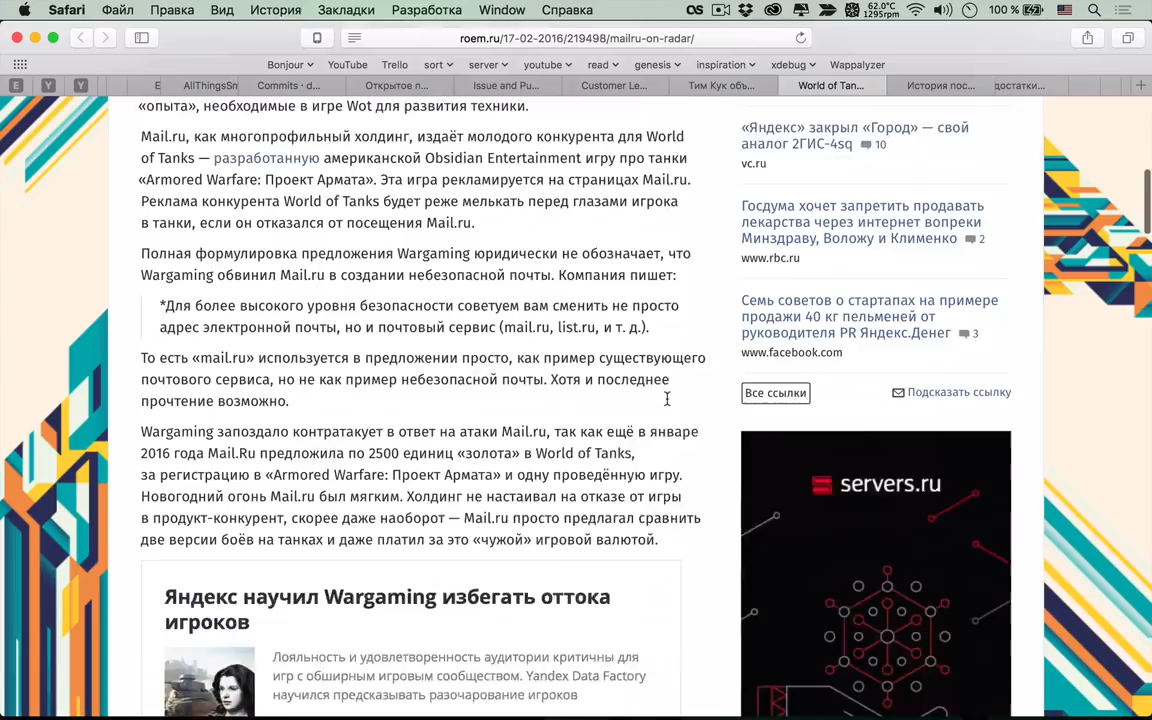 Safari Файл Правка Вид История Закладки Разработка Window Справка 62.0°C 1295rpm 100 %
roem.ru/17-02-2016/219498/mailru-on-radar/
Bonjour YouTube Trello sort server youtube read genesis inspiration xdebug Wappalyzer
E Y Y E AllThingsSm Commits · d... Открытое п... Issue and Pu... Customer Le... Тим Кук объ... World of Tan... История пос... достатки...
«опыта», необходимые в игре Wot для развития техники.
Mail.ru, как многопрофильный холдинг, издаёт молодого конкурента для World
of Tanks — разработанную американской Obsidian Entertainment игру про танки
«Armored Warfare: Проект Армата». Эта игра рекламируется на страницах Mail.ru.
Реклама конкурента World of Tanks будет реже мелькать перед глазами игрока
в танки, если он отказался от посещения Mail.ru.
Полная формулировка предложения Wargaming юридически не обозначает, что
Wargaming обвинил Mail.ru в создании небезопасной почты. Компания пишет:
*Для более высокого уровня безопасности советуем вам сменить не просто
адрес электронной почты, но и почтовый сервис (mail.ru, list.ru, и т. д.).
То есть «mail.ru» используется в предложении просто, как пример существующего
почтового сервиса, но не как пример небезопасной почты. Хотя и последнее
прочтение возможно.
Wargaming запоздало контратакует в ответ на атаки Mail.ru, так как ещё в январе
2016 года Mail.Ru предложила по 2500 единиц «золота» в World of Tanks,
за регистрацию в «Armored Warfare: Проект Армата» и одну проведённую игру.
Новогодний огонь Mail.ru был мягким. Холдинг не настаивал на отказе от игры
в продукт-конкурент, скорее даже наоборот — Mail.ru просто предлагал сравнить
две версии боёв на танках и даже платил за это «чужой» игровой валютой.
Яндекс научил Wargaming избегать оттока
игроков
Лояльность и удовлетворенность аудитории критичны для
игр с обширным игровым сообществом. Yandex Data Factory
научился предсказывать разочарование игроков
«Яндекс» закрыл «Город» — свой
аналог 2ГИС-4sq 10
vc.ru
Госдума хочет запретить продавать
лекарства через интернет вопреки
Минздраву, Воложу и Клименко 2
www.rbc.ru
Семь советов о стартапах на примере
продажи 40 кг пельменей от
руководителя PR Яндекс.Денег 3
www.facebook.com
Все ссылки Подсказать ссылку
servers.ru